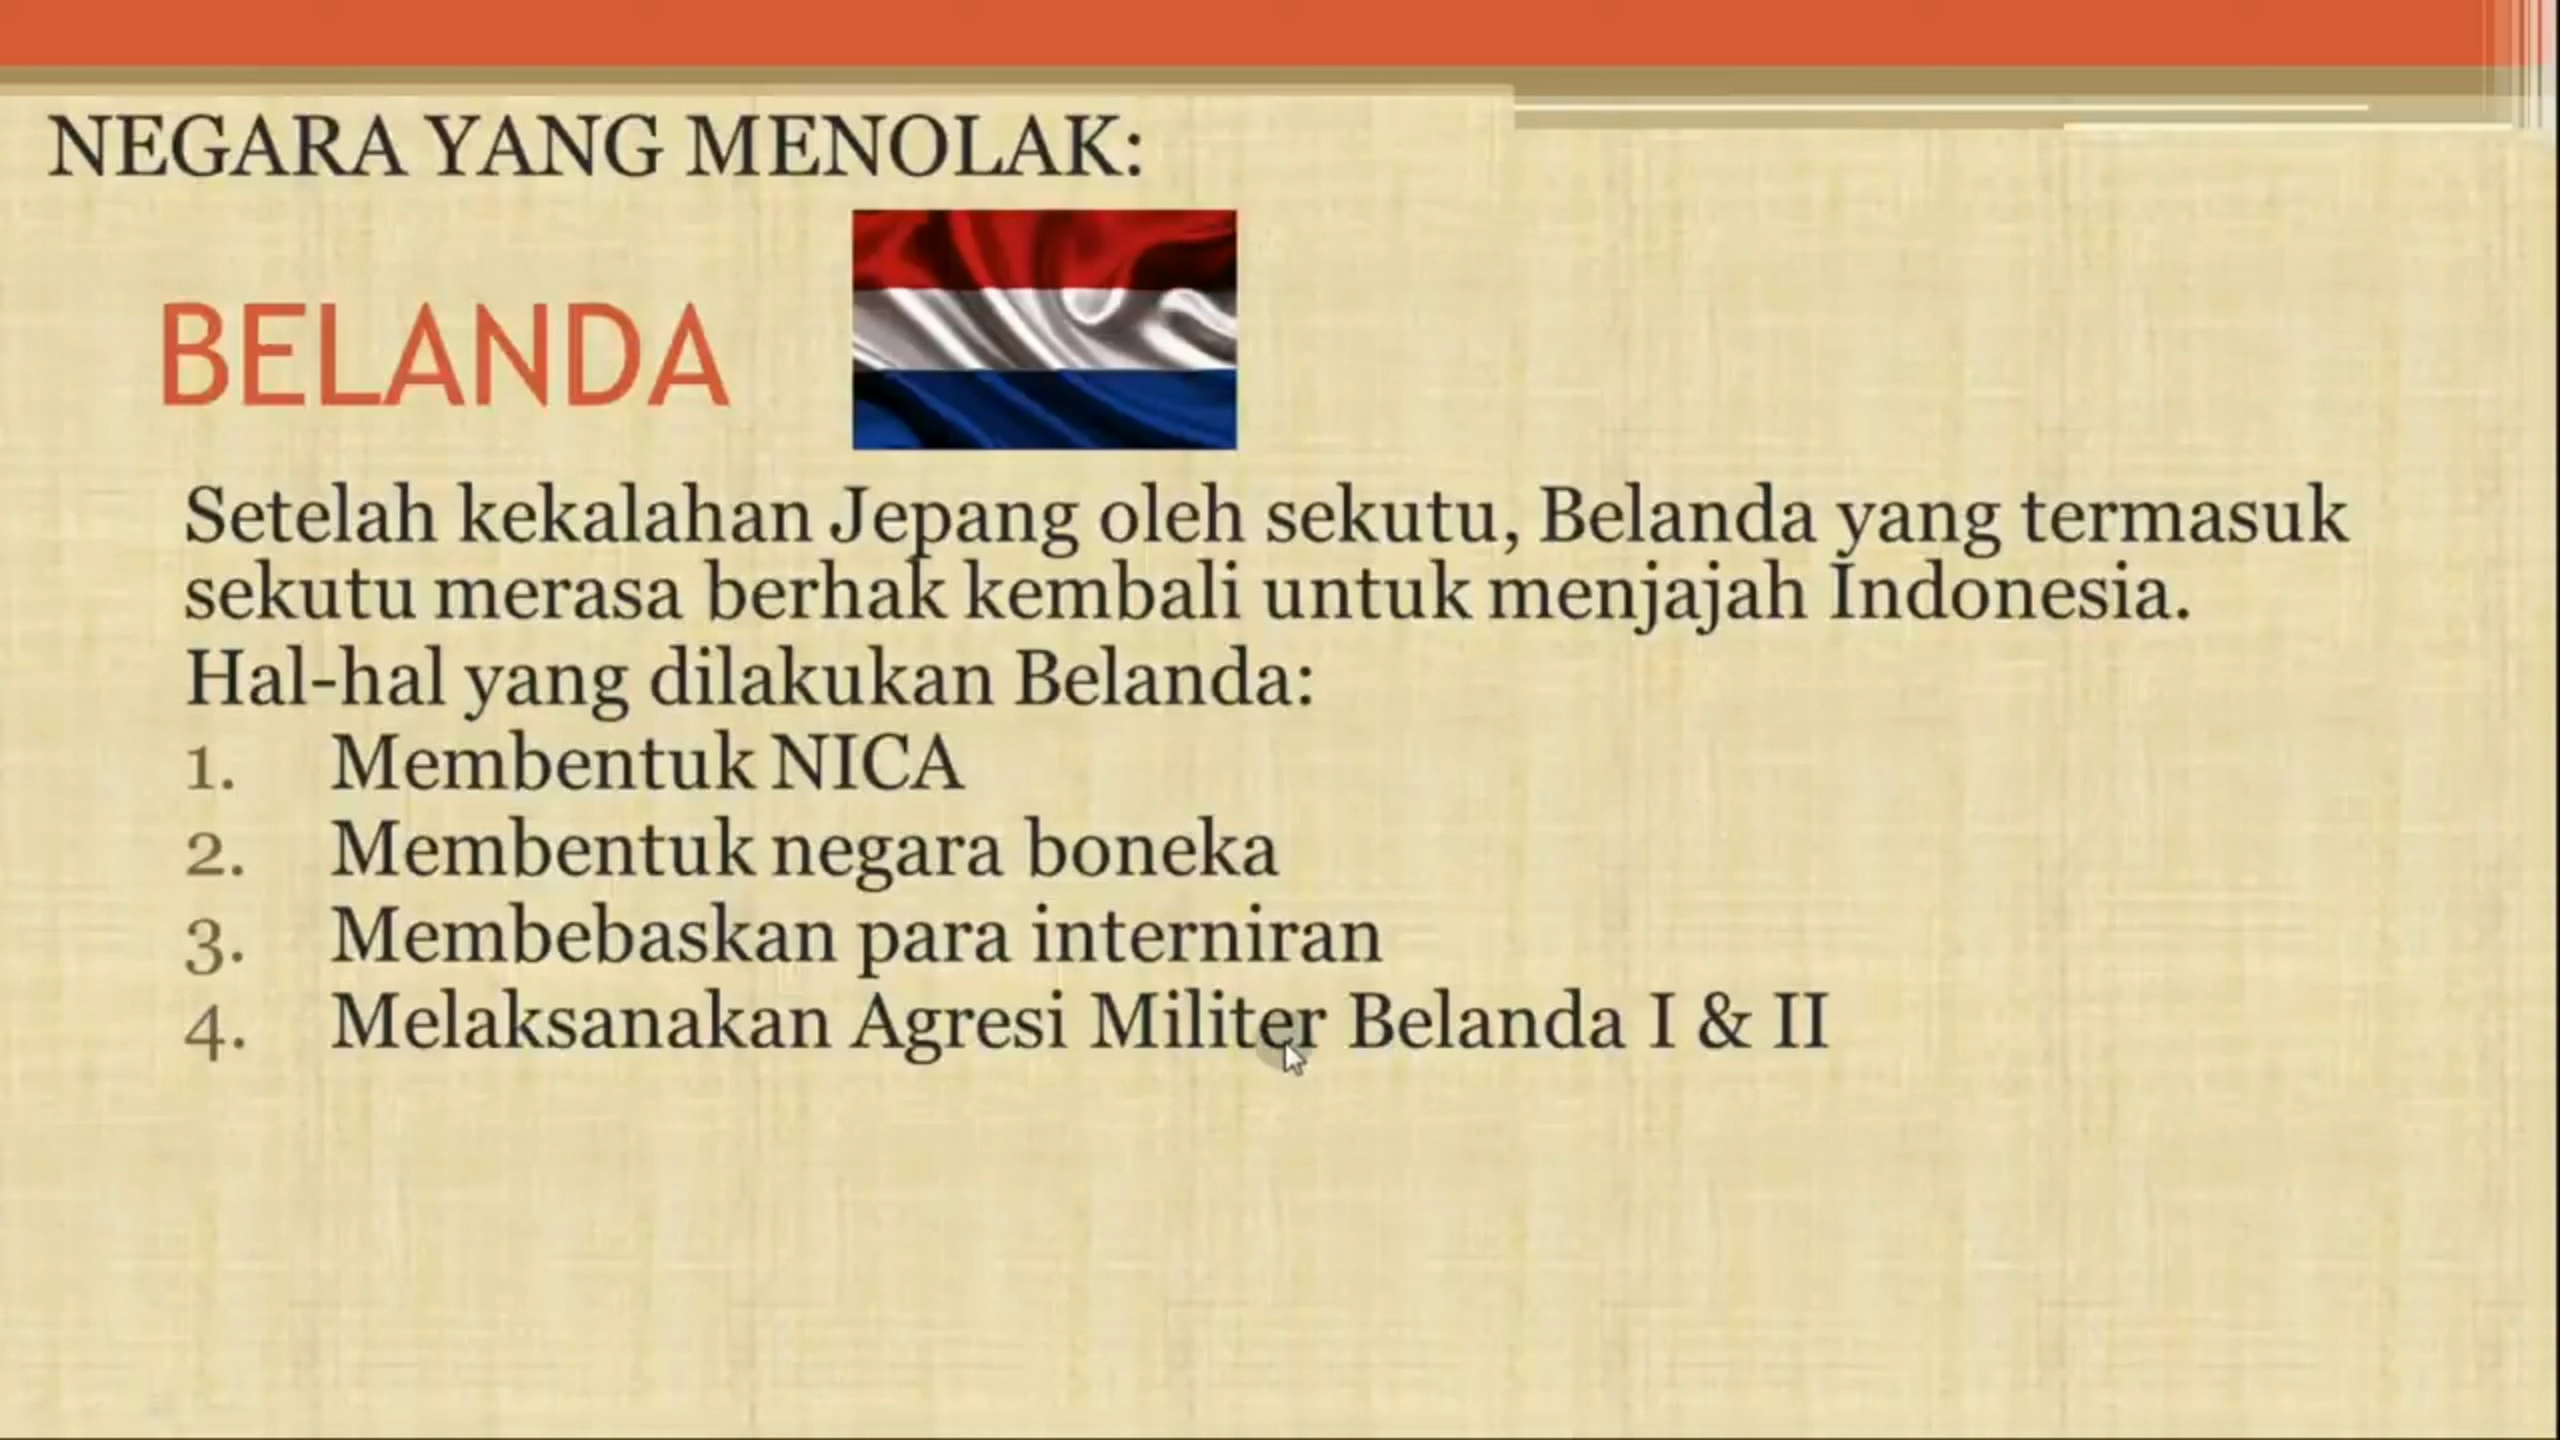 NEGARA YANG MENOLAK:
BELANDA
Setelah kekalahan Jepang oleh sekutu, Belanda yang termasuk
sekutu merasa berhak kembali untuk menjajah Indonesia.
Hal-hal yang dilakukan Belanda:
1. Membentuk NICA
2. Membentuk negara boneka
3. Membebaskan para interniran
4. Melaksanakan Agresi Militer Belanda I & II